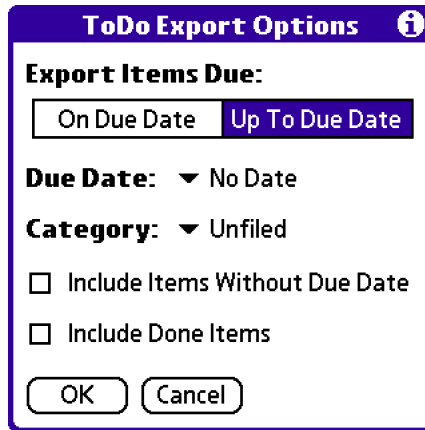 ToDo Export Options
Export Items Due:
On Due Date Up To Due Date
Due Date: No Date
Category: Unfiled
Include Items Without Due Date
Include Done Items
OK Cancel